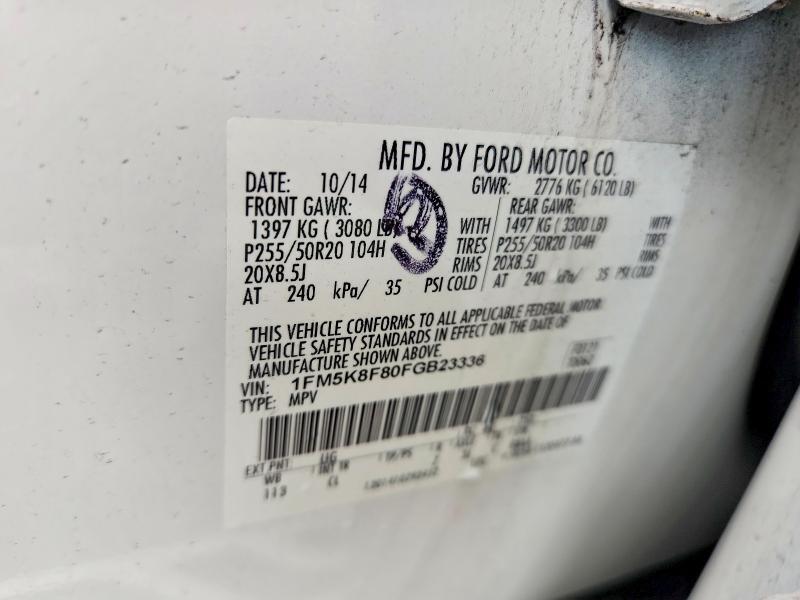 MFD. BY FORD MOTOR CO.
DATE: 10/14 GVWR: 2776 KG ( 6120 LB)
FRONT GAWR: REAR GAWR:
1397 KG ( 3080 LB) WITH 1497 KG ( 3300 LB) WITH
P255/50R20 104H TIRES P255/50R20 104H TIRES
20X8.5J RIMS 20X8.5J RIMS
AT 240 kPa/ 35 PSI COLD AT 240 kPa/ 35 PSI COLD
THIS VEHICLE CONFORMS TO ALL APPLICABLE FEDERAL MOTOR
VEHICLE SAFETY STANDARDS IN EFFECT ON THE DATE OF
MANUFACTURE SHOWN ABOVE.
VIN: 1FM5K8F80FGB23336
TYPE: MPV
EXT PNT:
WB INT TR
113 CL